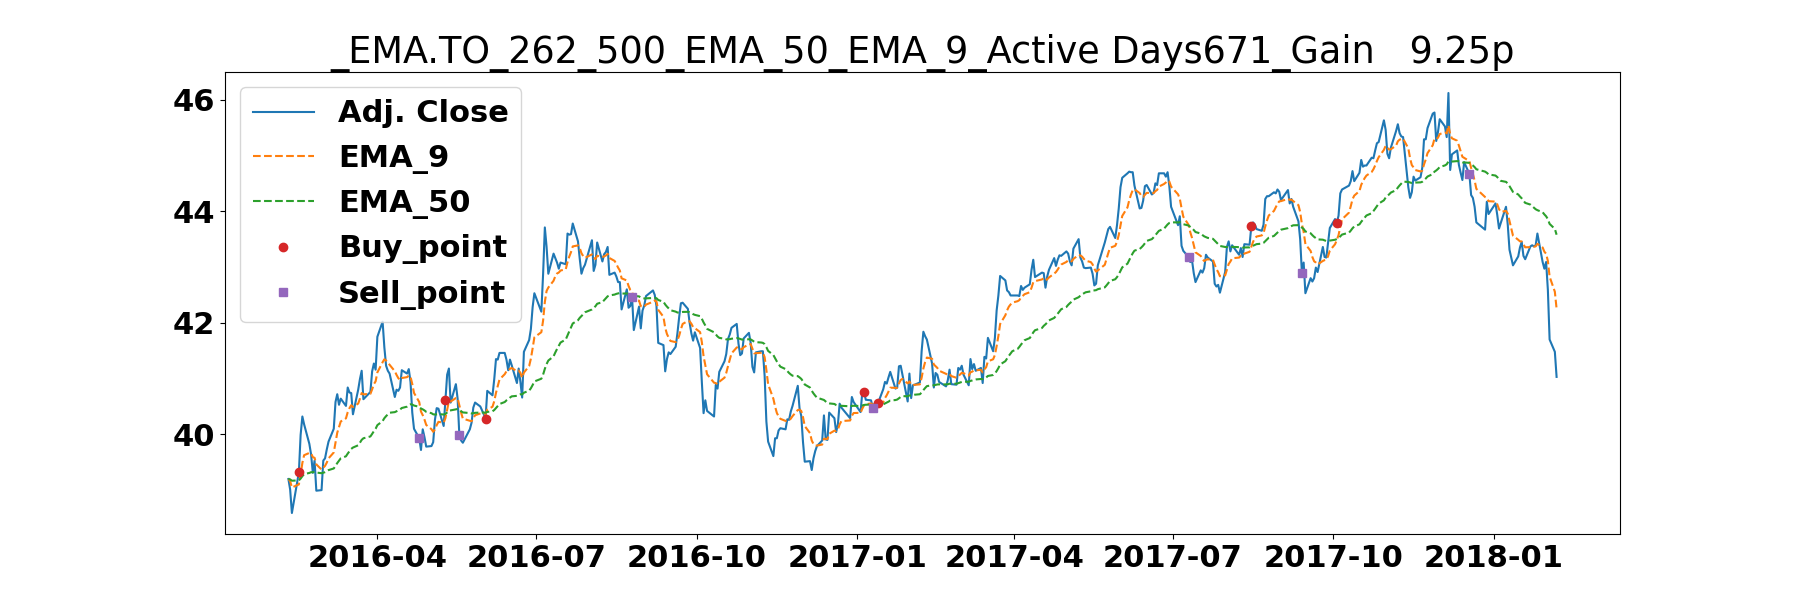 _EMA.TO_262_500_EMA_50_EMA_9_Active Days671_Gain   9.25p
46
44
42
40
Adj. Close
EMA_9
EMA_50
Buy_point
Sell_point
2016-04 2016-07 2016-10 2017-01 2017-04 2017-07 2017-10 2018-01